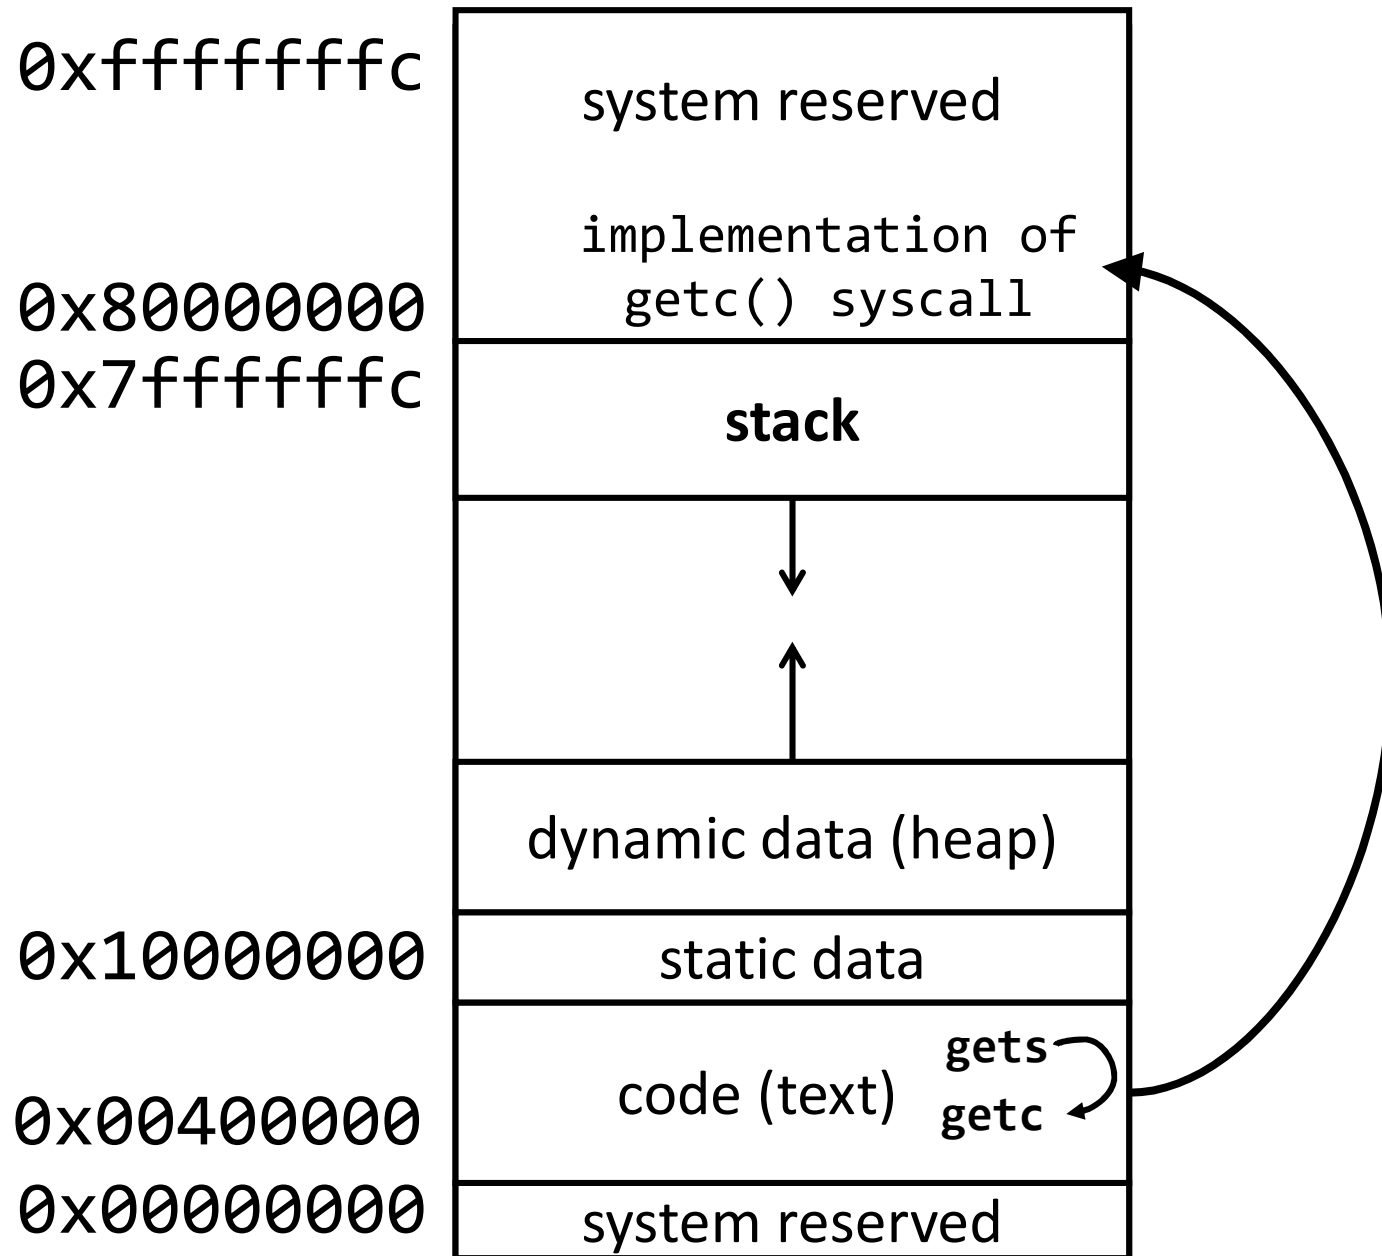 0xfffffffc
system reserved
implementation of
getc() syscall
0x80000000
0x7ffffffc
stack
dynamic data (heap)
0x10000000
static data
gets
code (text)
getc
0x00400000
0x00000000
system reserved